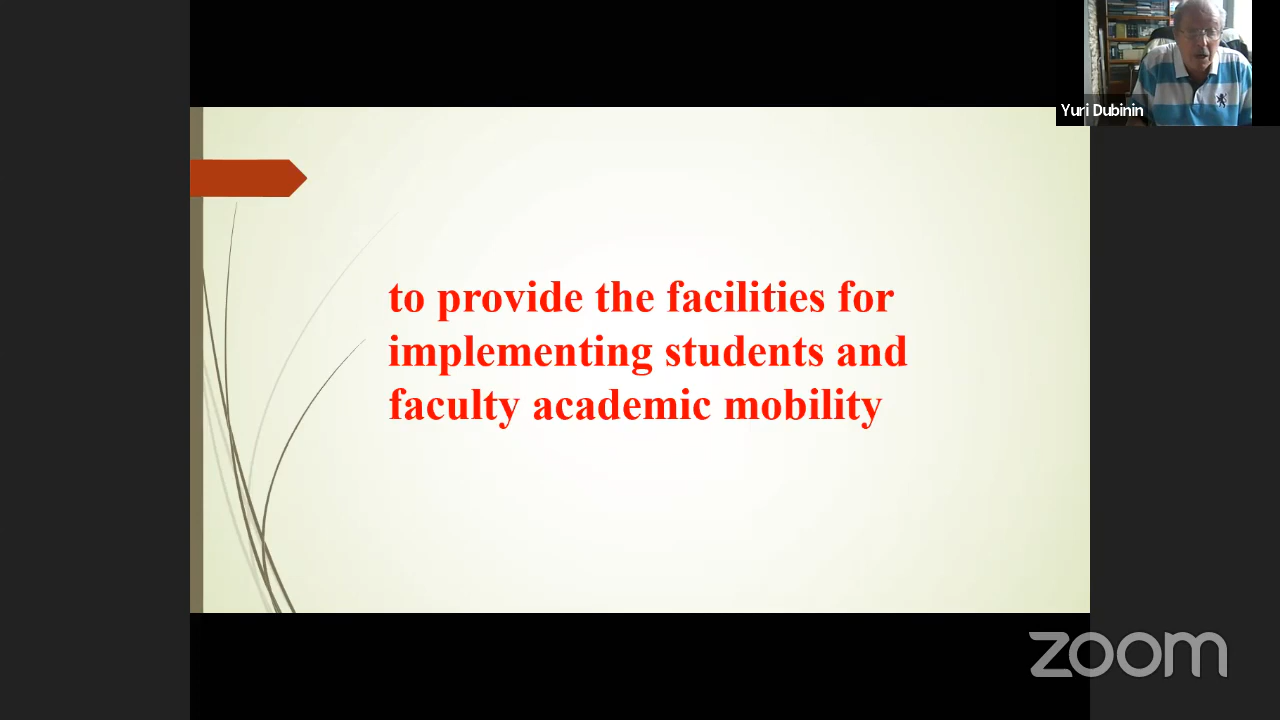 Yuri Dubinin
to provide the facilities for
implementing students and
faculty academic mobility
zoom